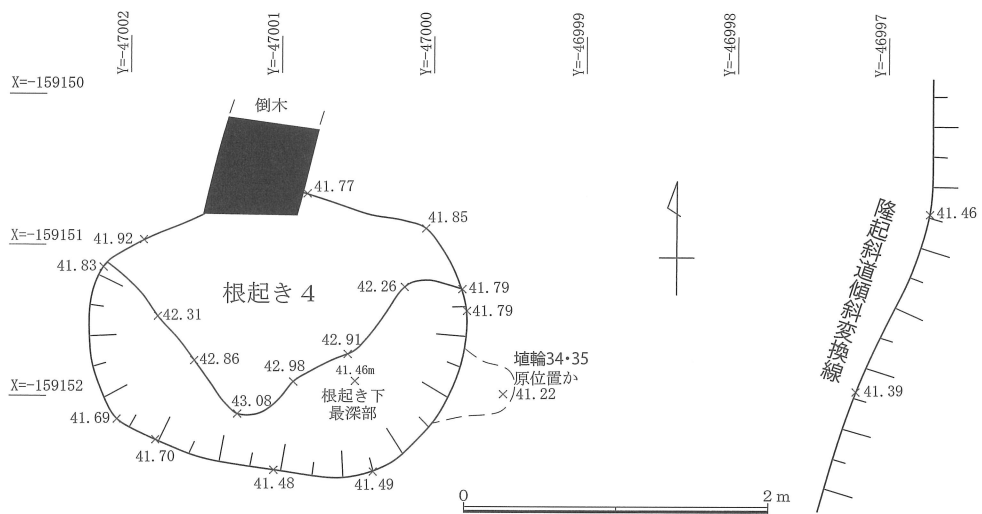 Y=-47002
Y=-47001
Y=-47000
Y=-46999
Y=-46998
Y=-46997
X=-159150
倒木
41.77
41.85
41.46
X=-159151
41.92
41.83
根起き4
42.26
41.79
41.79
42.31
隆起斜道傾斜変換線
42.91
42.86
42.98
41.46m
埴輪34・35
原位置か
41.22
X=-159152
根起き下
最深部
43.08
41.39
41.69
41.70
41.48
41.49
0
2m